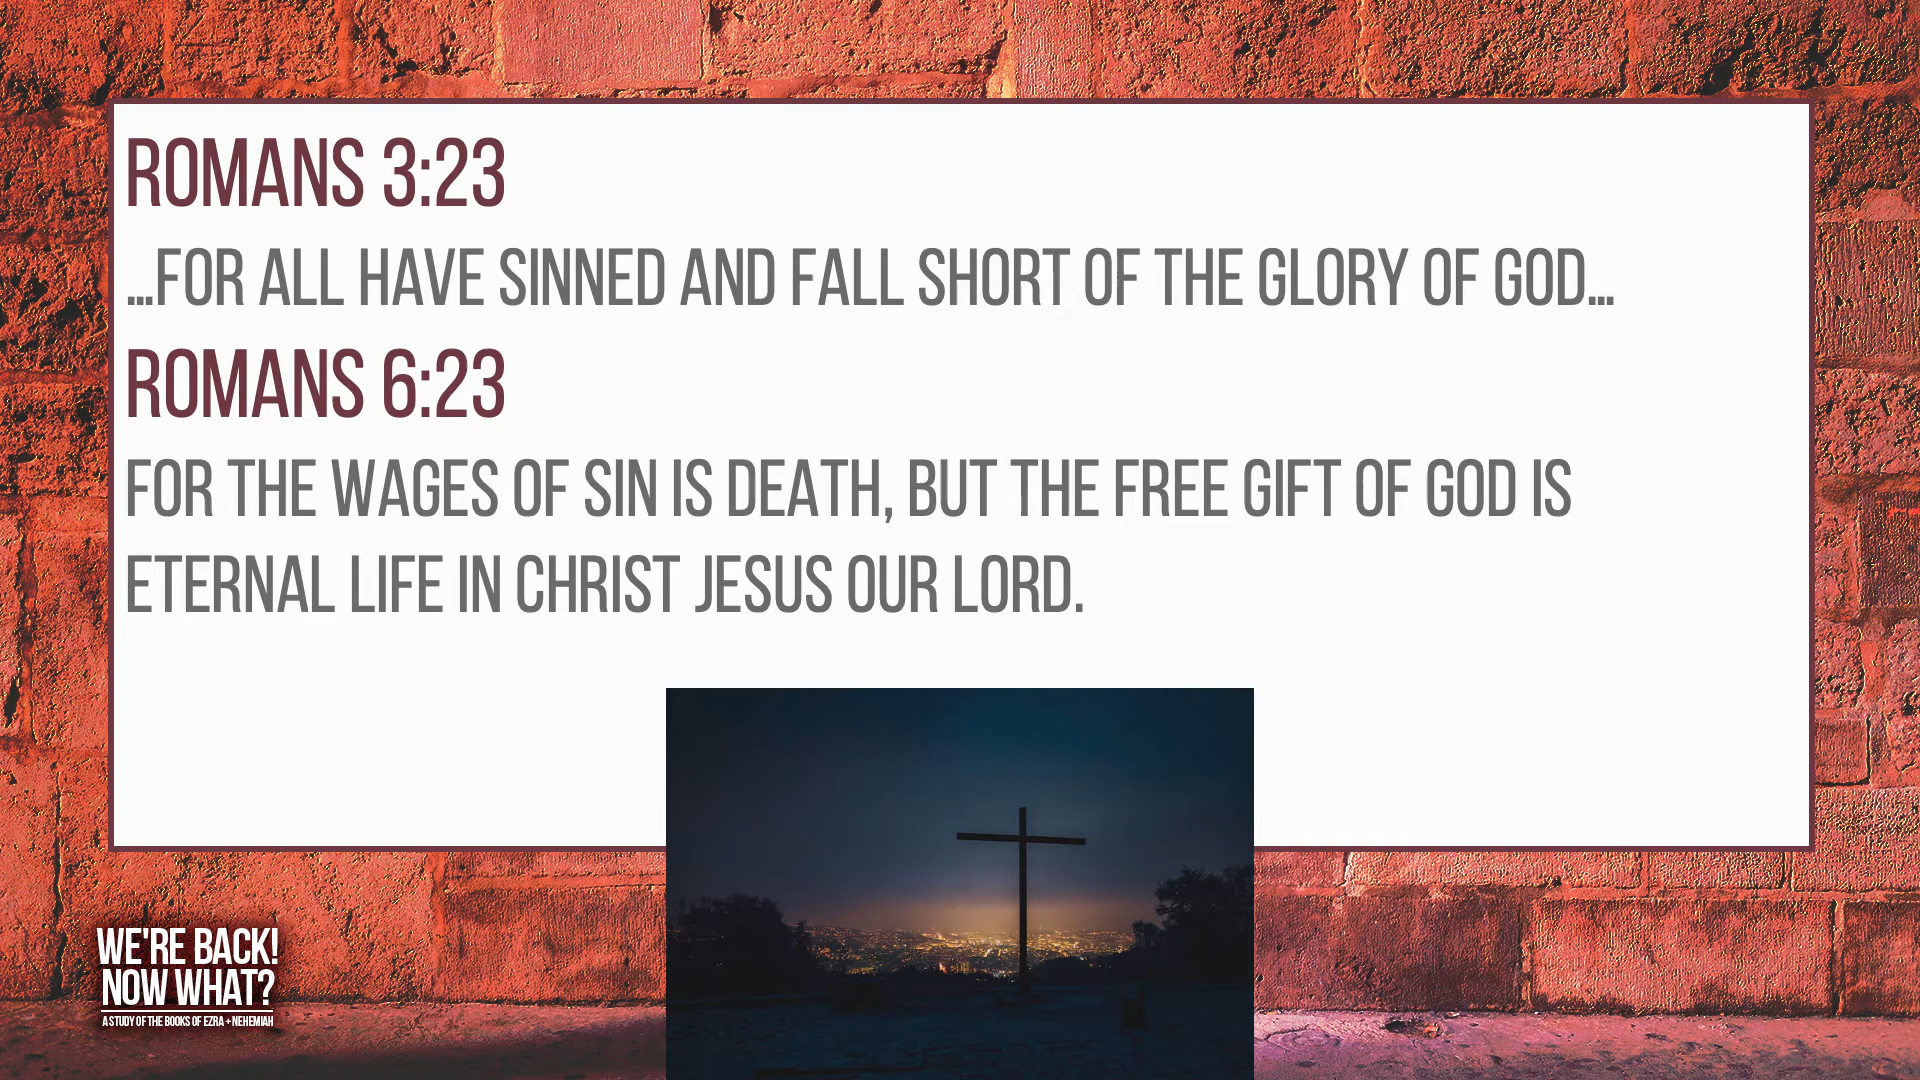 ROMANS 3:23
...FOR ALL HAVE SINNED AND FALL SHORT OF THE GLORY OF GOD...
ROMANS 6:23
FOR THE WAGES OF SIN IS DEATH, BUT THE FREE GIFT OF GOD IS
ETERNAL LIFE IN CHRIST JESUS OUR LORD.
WE'RE BACK!
NOW WHAT?
A STUDY OF THE BOOKS OF EZRA + NEHEMIAH